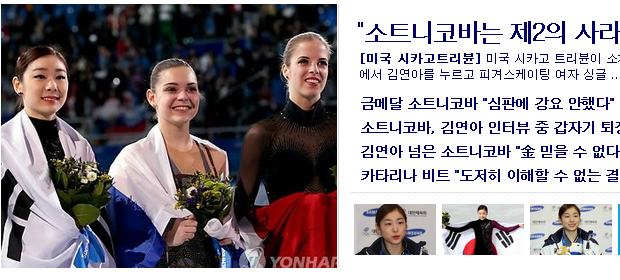 "소트니코바는 제2의 사라
[미국 시카고트리뷴] 미국 시카고 트리뷴이 소
에서 김연아를 누르고 피겨스케이팅 여자 싱글 ..
금메달 소트니코바 "심판에 강요 안했다"
소트니코바, 김연아 인터뷰 중 갑자기 퇴장
김연아 넘은 소트니코바 "金 믿을 수 없다
카타리나 비트 "도저히 이해할 수 없는 결
YONHAP